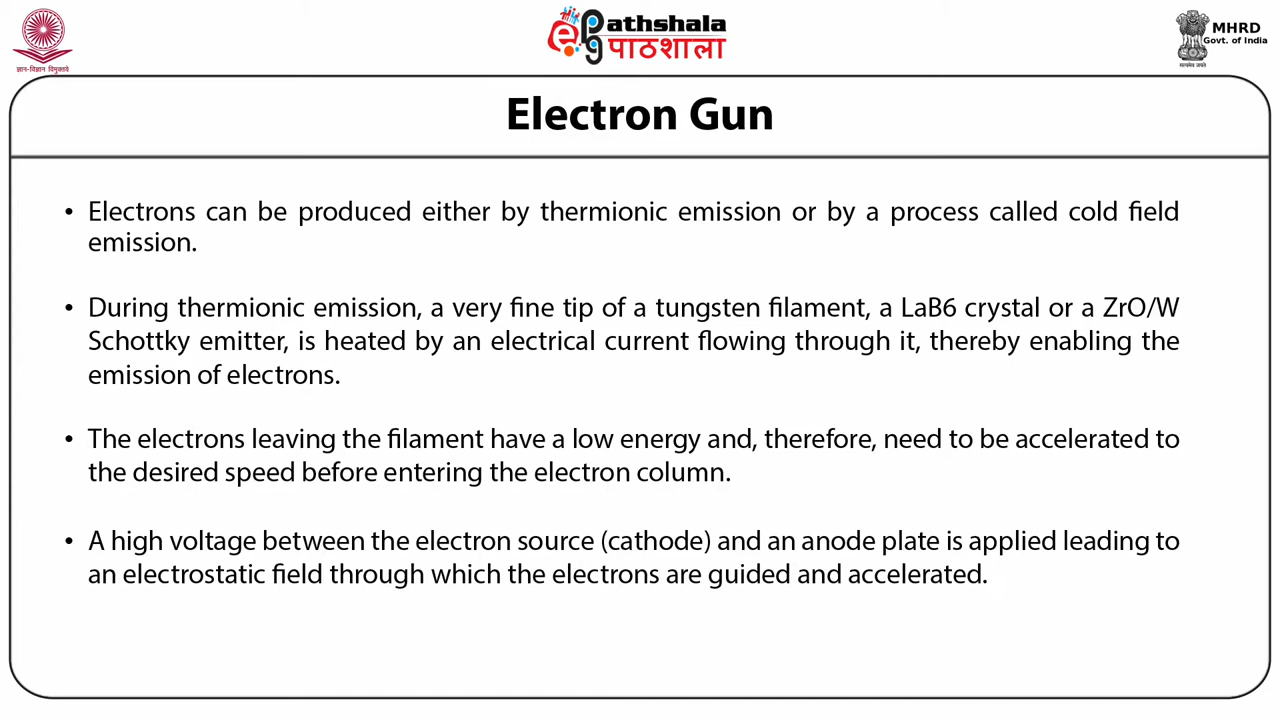 ज्ञान-विज्ञान विमुक्तये
ePathshala
पाठशाला
MHRD
Govt. of India
सत्यमेव जयते
Electron Gun
• Electrons can be produced either by thermionic emission or by a process called cold field
emission.
• During thermionic emission, a very fine tip of a tungsten filament, a LaB6 crystal or a ZrO/W
Schottky emitter, is heated by an electrical current flowing through it, thereby enabling the
emission of electrons.
• The electrons leaving the filament have a low energy and, therefore, need to be accelerated to
the desired speed before entering the electron column.
• A high voltage between the electron source (cathode) and an anode plate is applied leading to
an electrostatic field through which the electrons are guided and accelerated.